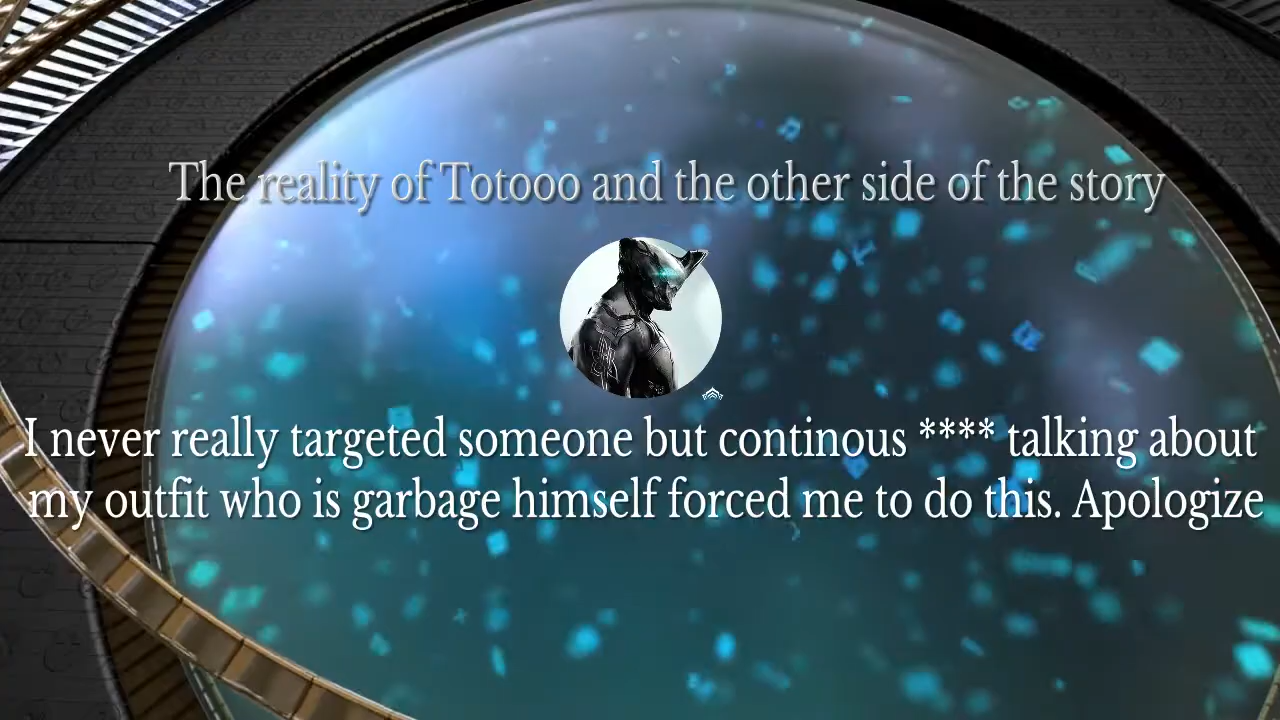 The reality of Totooo and the other side of the story
I never really targeted someone but continous **** talking about
my outfit who is garbage himself forced me to do this. Apologize